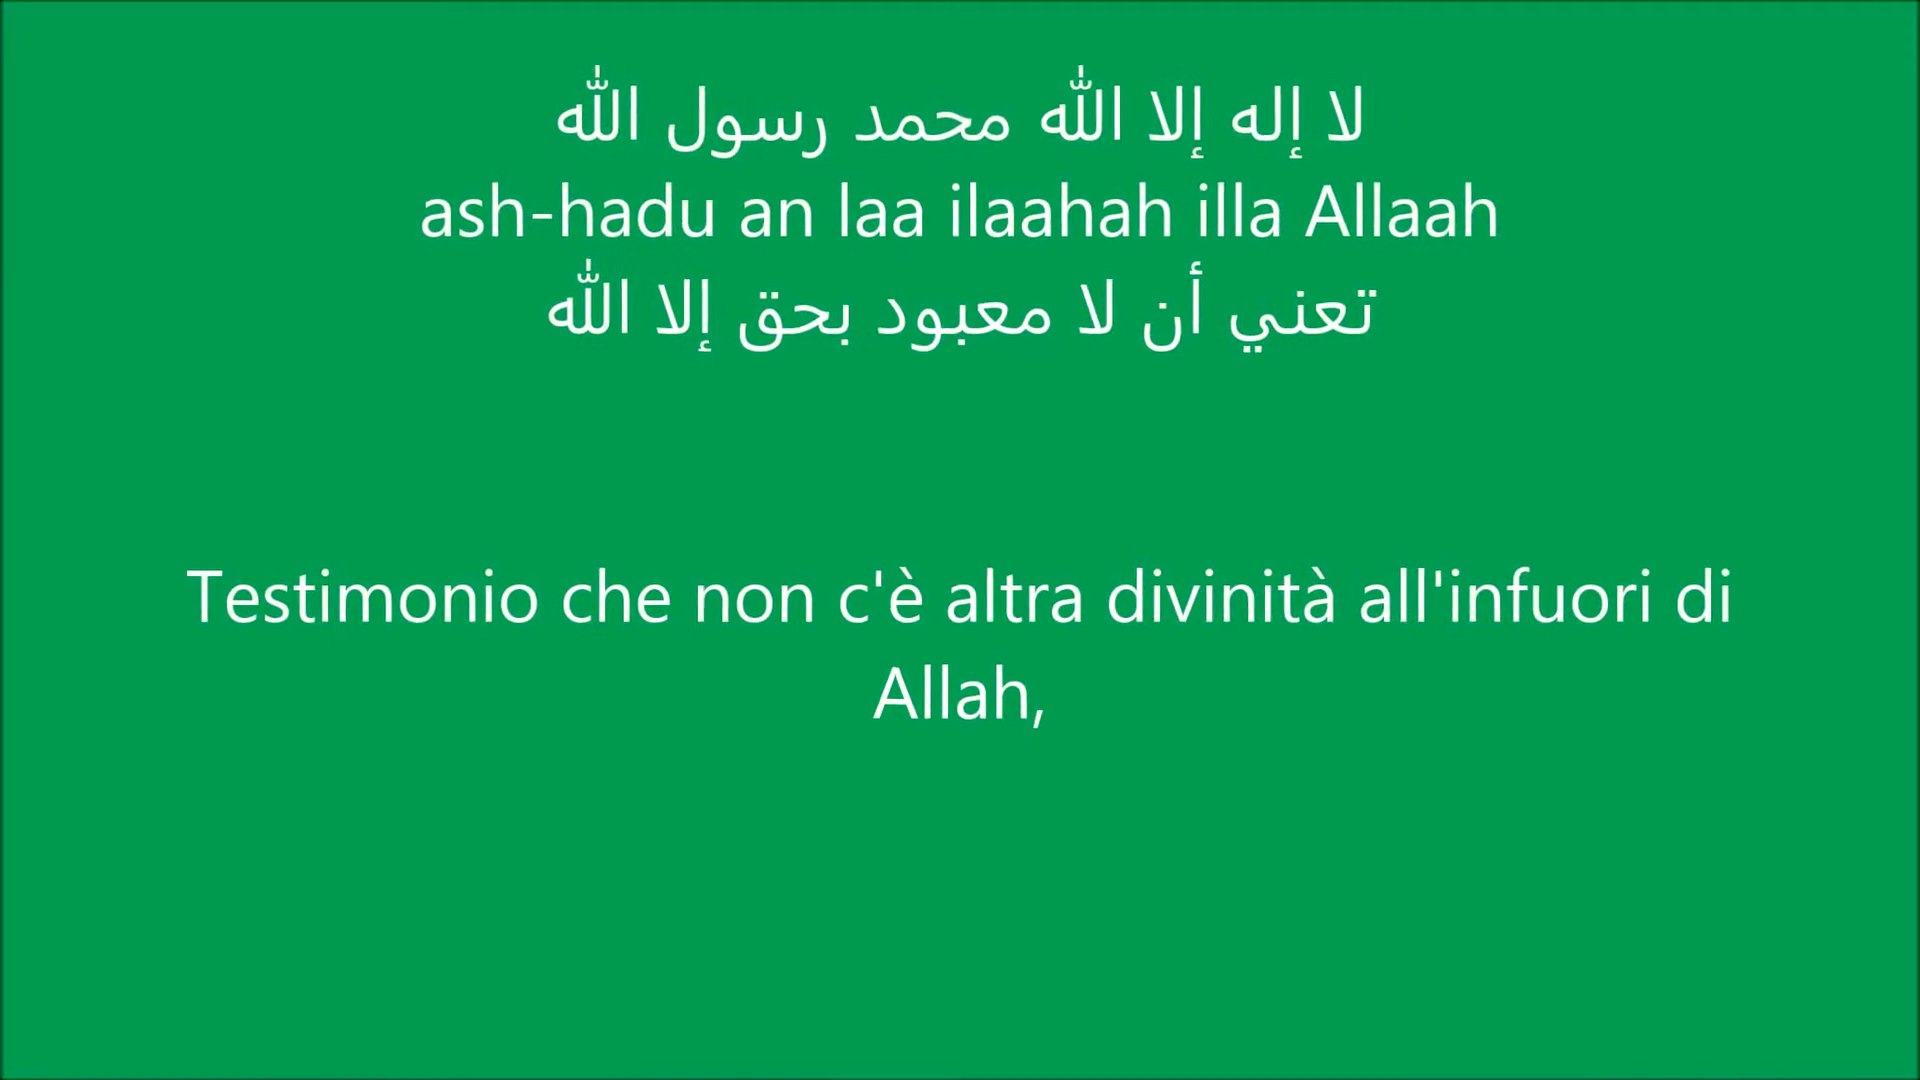 لا إله إلا الله محمد رسول الله
ash-hadu an laa ilaahah illa Allaah
تعني أن لا معبود بحق إلا الله
Testimonio che non c'è altra divinità all'infuori di
Allah,